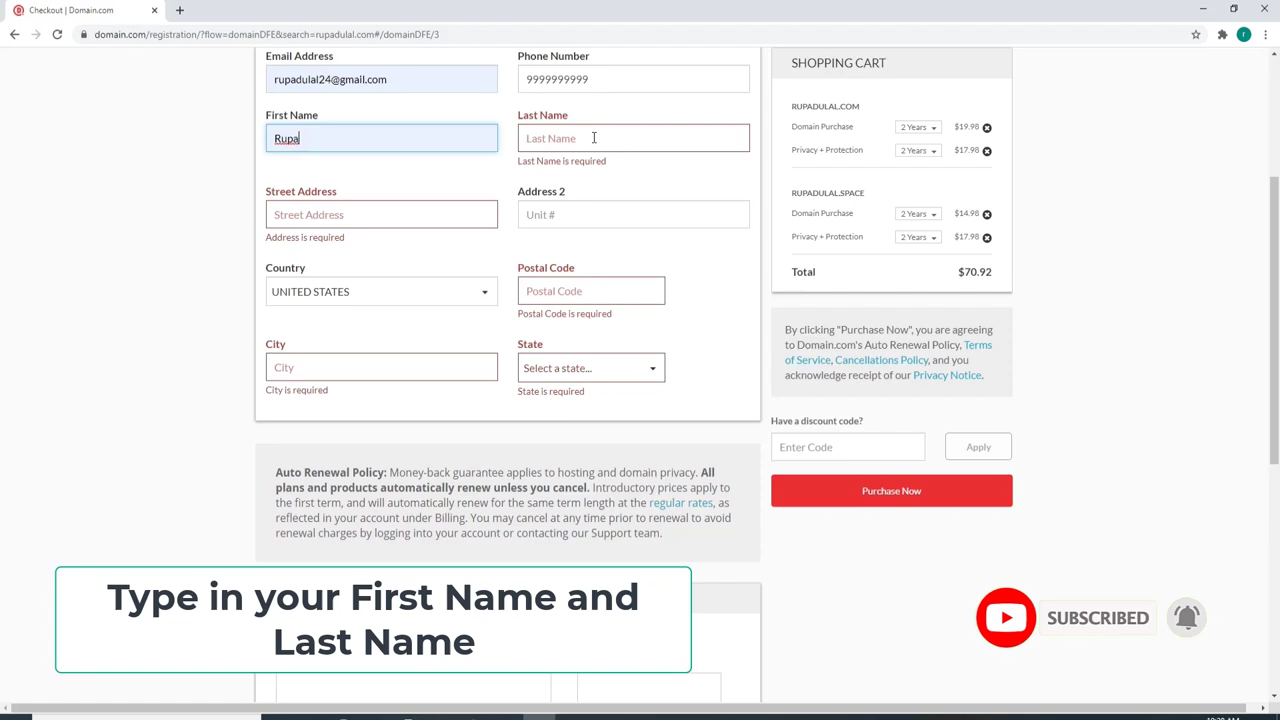 Checkout | Domain.com
domain.com/registration/?flow=domainDFE&search=rupadulal.com#/domainDFE/3
r
Email Address
Phone Number
rupadulal24@gmail.com
9999999999
First Name
Last Name
Rupa
Last Name
Last Name is required
Street Address
Address 2
Street Address
Unit #
Address is required
Country
Postal Code
UNITED STATES
Postal Code
Postal Code is required
City
State
City
Select a state...
City is required
State is required
Auto Renewal Policy: Money-back guarantee applies to hosting and domain privacy. All
plans and products automatically renew unless you cancel. Introductory prices apply to
the first term, and will automatically renew for the same term length at the regular rates, as
reflected in your account under Billing. You may cancel at any time prior to renewal to avoid
renewal charges by logging into your account or contacting our Support team.
SHOPPING CART
RUPADULAL.COM
Domain Purchase 2 Years $19.98
Privacy + Protection 2 Years $17.98
RUPADULAL.SPACE
Domain Purchase 2 Years $14.98
Privacy + Protection 2 Years $17.98
Total $70.92
By clicking "Purchase Now", you are agreeing
to Domain.com's Auto Renewal Policy, Terms
of Service, Cancellations Policy, and you
acknowledge receipt of our Privacy Notice.
Have a discount code?
Enter Code
Apply
Purchase Now
Type in your First Name and
Last Name
SUBSCRIBED